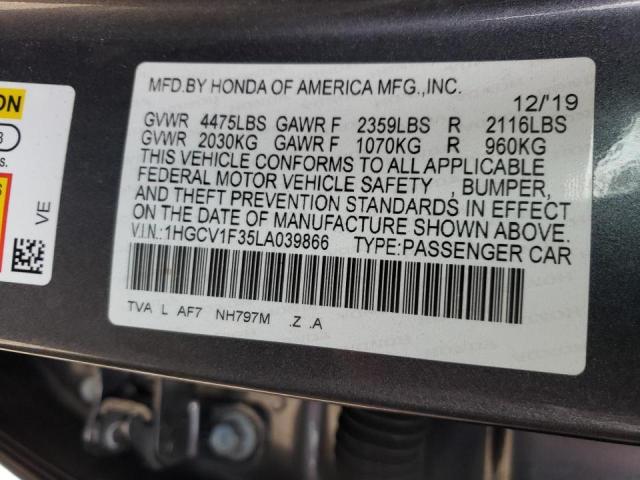 MFD.BY HONDA OF AMERICA MFG.,INC.
12/'19
GVWR 4475LBS GAWR F 2359LBS R 2116LBS
GVWR 2030KG GAWR F 1070KG R 960KG
THIS VEHICLE CONFORMS TO ALL APPLICABLE
FEDERAL MOTOR VEHICLE SAFETY , BUMPER,
AND THEFT PREVENTION STANDARDS IN EFFECT
ON THE DATE OF MANUFACTURE SHOWN ABOVE.
V.I.N.:1HGCV1F35LA039866 TYPE:PASSENGER CAR
TVA L AF7 NH797M .Z .A
VE